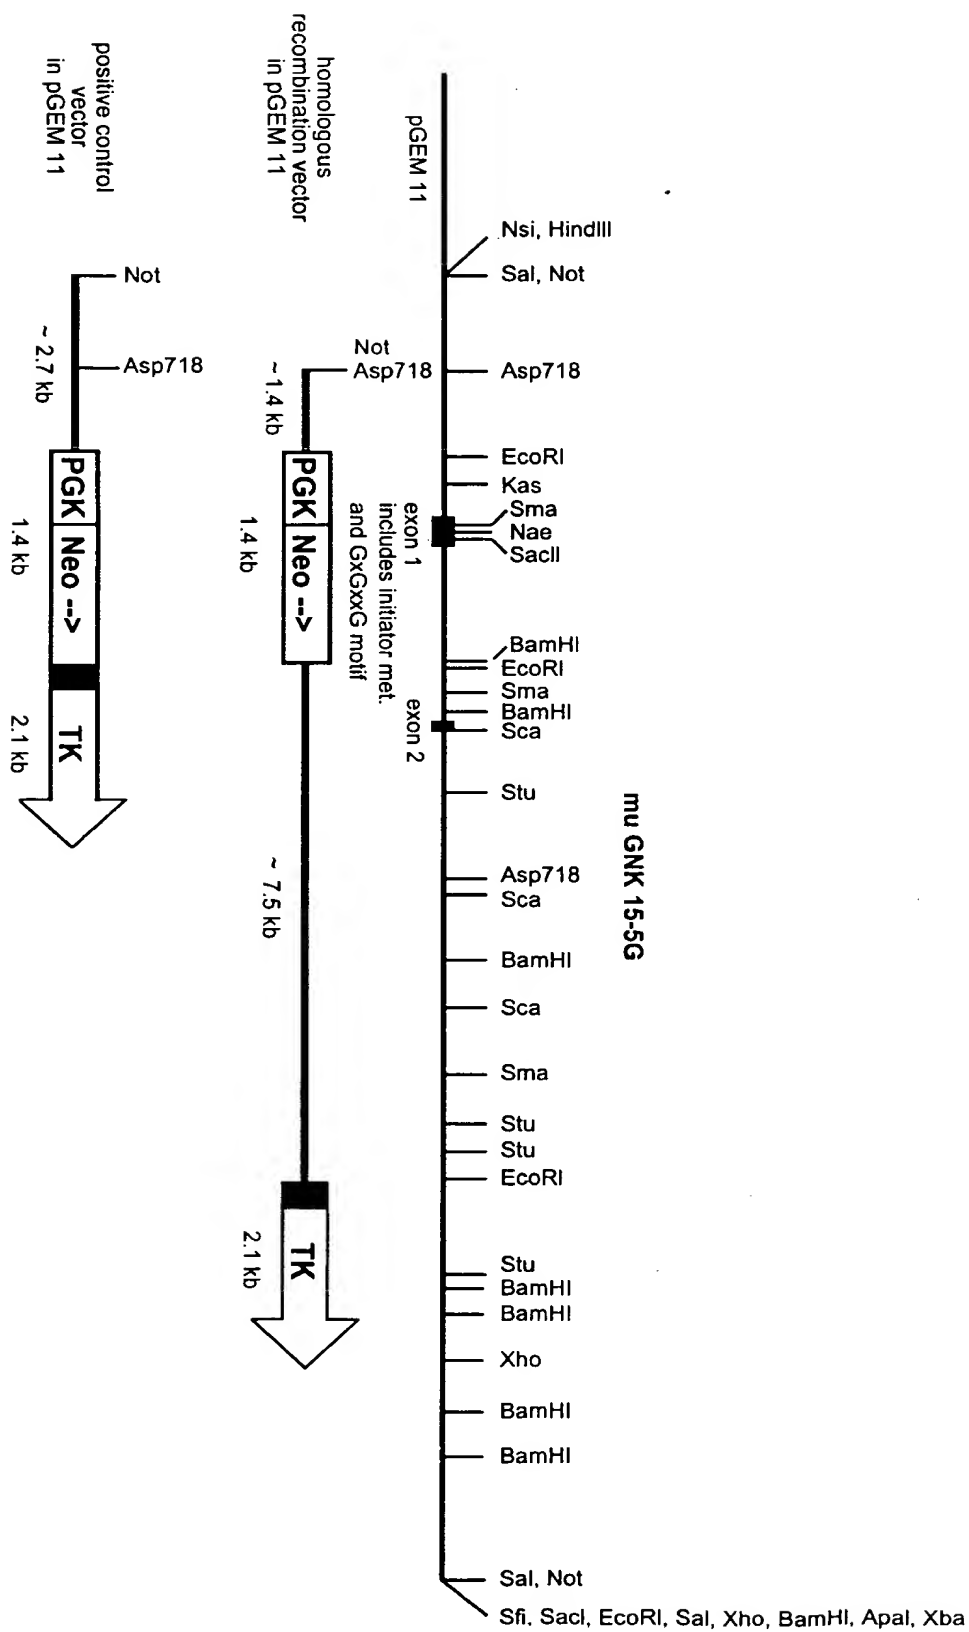 Nsi, HindIII
Sal, Not
Asp718
EcoRI
Kas
Sma
Nae
SacII
BamHI
EcoRI
Sma
BamHI
Sca
Stu
Asp718
Sca
BamHI
Sca
Sma
Stu
Stu
EcoRI
Stu
BamHI
BamHI
Xho
BamHI
BamHI
Sal, Not
Sfi, SacI, EcoRI, Sal, Xho, BamHI, ApaI, Xba
mu GNK 15-5G
pGEM 11
exon 1
includes initiator met.
and GxGxxG motif
exon 2
homologous
recombination vector
in pGEM 11
Not
Asp718
~1.4 kb
PGK Neo -->
1.4 kb
~ 7.5 kb
TK
2.1 kb
positive control
vector
in pGEM 11
Not
Asp718
~ 2.7 kb
PGK Neo -->
1.4 kb
TK
2.1 kb